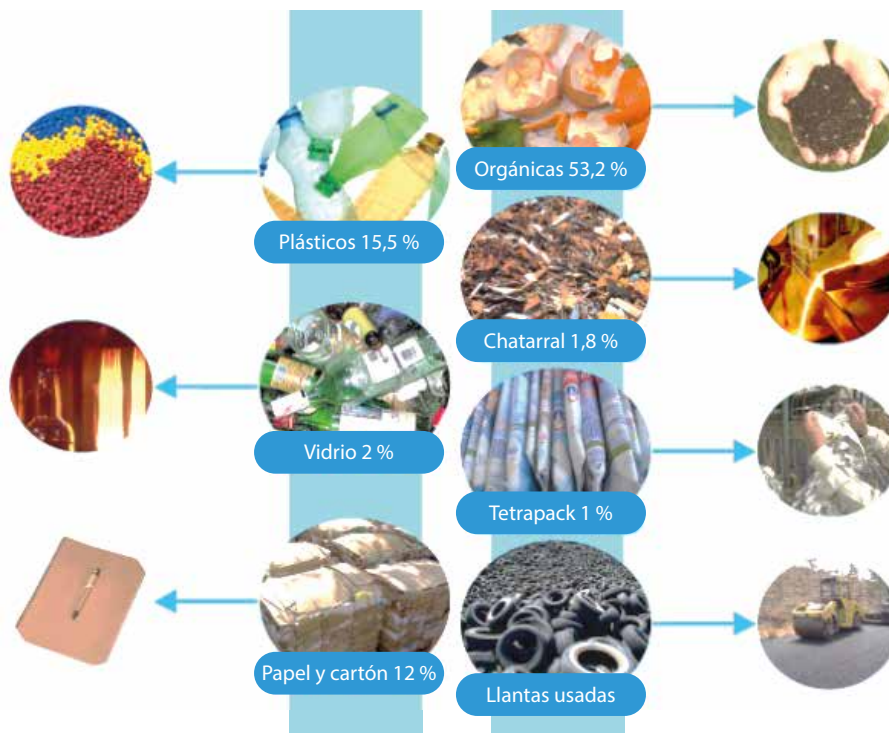 Orgánicas 53,2 %
Plásticos 15,5 %
Chatarral 1,8 %
Vidrio 2 %
Tetrapack 1 %
Papel y cartón 12 %
Llantas usadas